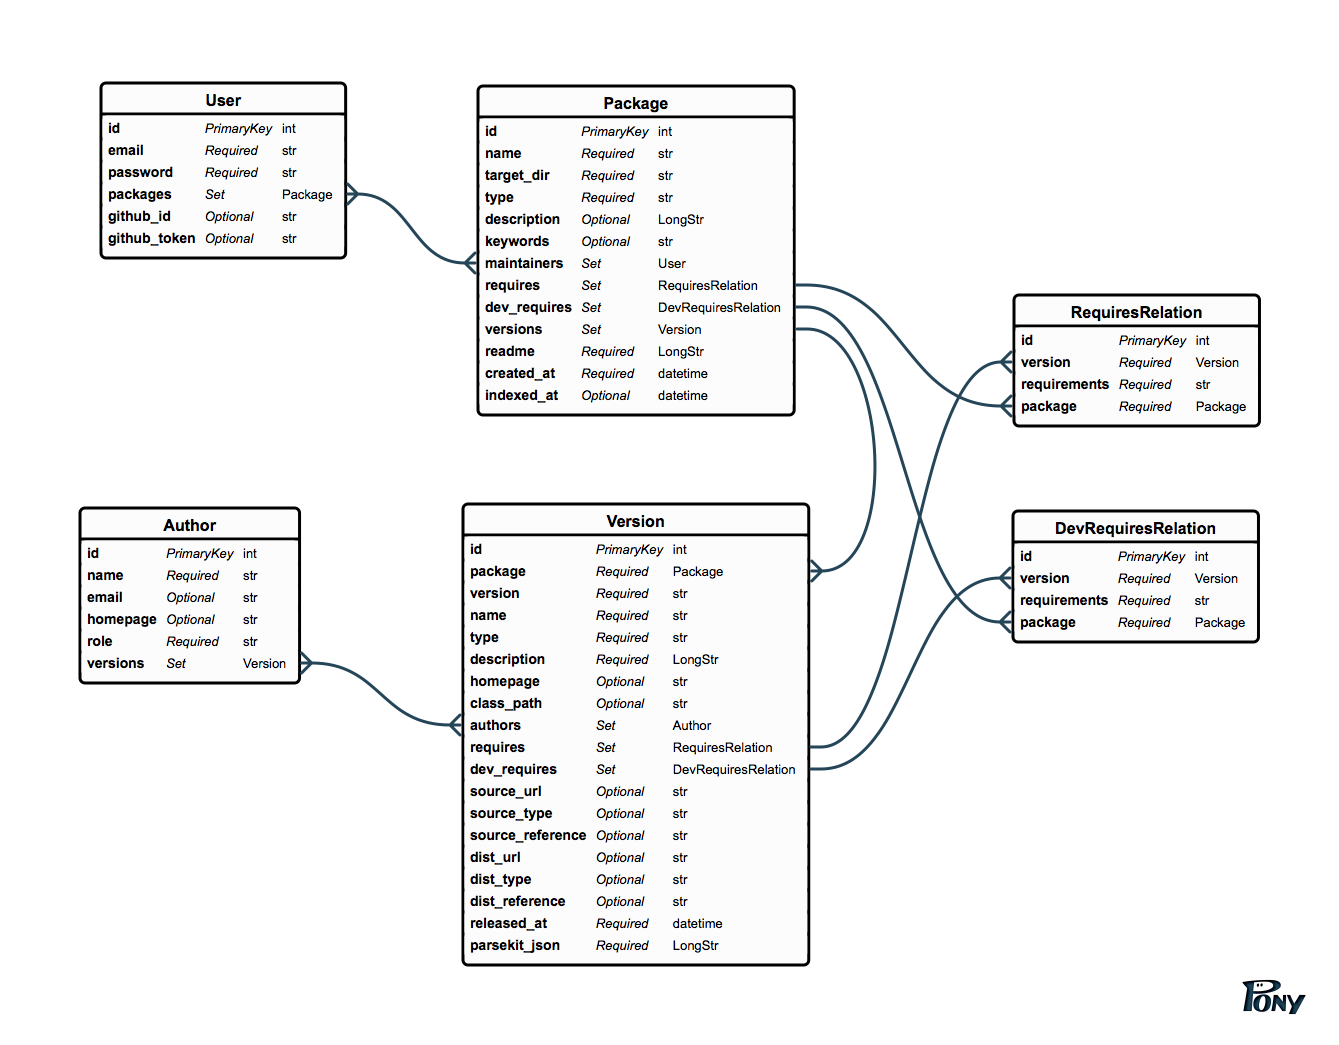 User
id PrimaryKey int
email Required str
password Required str
packages Set Package
github_id Optional str
github_token Optional str
Package
id PrimaryKey int
name Required str
target_dir Required str
type Required str
description Optional LongStr
keywords Optional str
maintainers Set User
requires Set RequiresRelation
dev_requires Set DevRequiresRelation
versions Set Version
readme Required LongStr
created_at Required datetime
indexed_at Optional datetime
RequiresRelation
id PrimaryKey int
version Required Version
requirements Required str
package Required Package
Author
id PrimaryKey int
name Required str
email Optional str
homepage Optional str
role Required str
versions Set Version
Version
id PrimaryKey int
package Required Package
version Required str
name Required str
type Required str
description Required LongStr
homepage Optional str
class_path Optional str
authors Set Author
requires Set RequiresRelation
dev_requires Set DevRequiresRelation
source_url Optional str
source_type Optional str
source_reference Optional str
dist_url Optional str
dist_type Optional str
dist_reference Optional str
released_at Required datetime
parsekit_json Required LongStr
DevRequiresRelation
id PrimaryKey int
version Required Version
requirements Required str
package Required Package
PONY